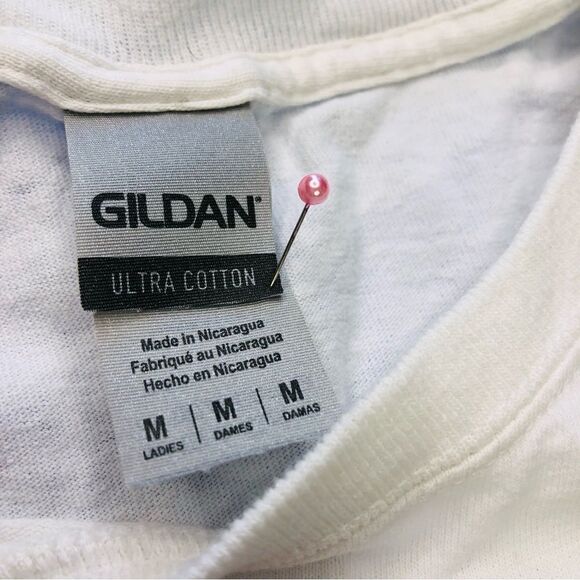 GILDAN®
ULTRA COTTON
Made in Nicaragua
Fabriqué au Nicaragua
Hecho en Nicaragua
M | M | M
LADIES DAMES DAMAS